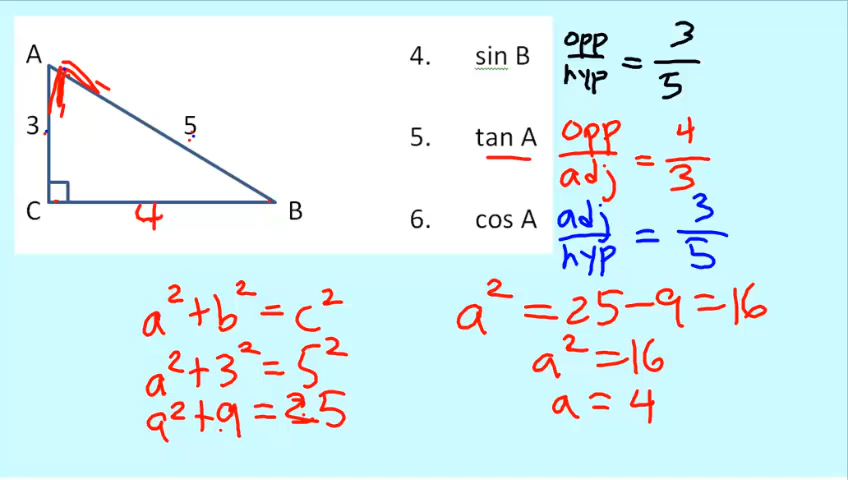 A
3
5
C
4
B
4. sin B opp/hyp = 3/5
5. tan A opp/adj = 4/3
6. cos A adj/hyp = 3/5
a² + b² = c²
a² + 3² = 5²
a² + 9 = 25
a² = 25 - 9 = 16
a² = 16
a = 4